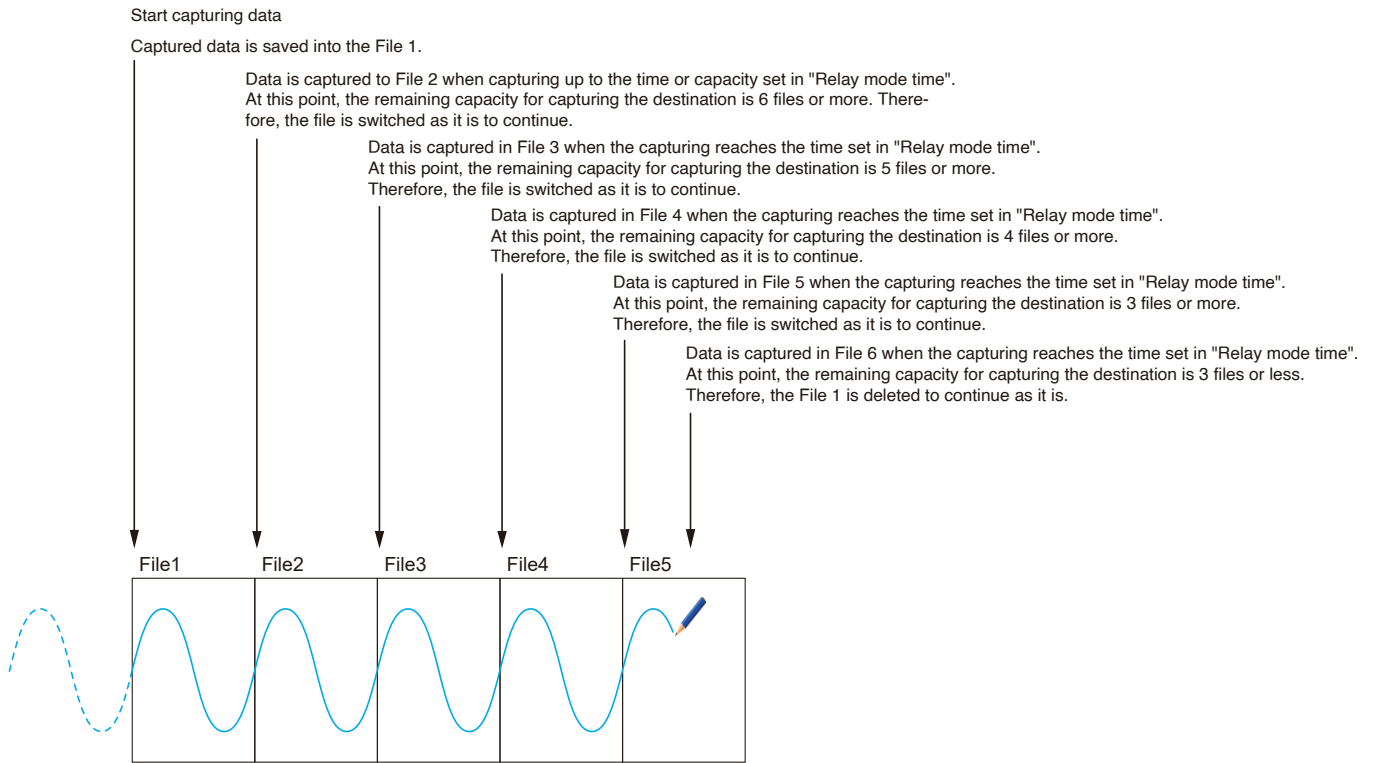 Start capturing data
Captured data is saved into the File 1.
Data is captured to File 2 when capturing up to the time or capacity set in "Relay mode time".
At this point, the remaining capacity for capturing the destination is 6 files or more. There-
fore, the file is switched as it is to continue.
Data is captured in File 3 when the capturing reaches the time set in "Relay mode time".
At this point, the remaining capacity for capturing the destination is 5 files or more.
Therefore, the file is switched as it is to continue.
Data is captured in File 4 when the capturing reaches the time set in "Relay mode time".
At this point, the remaining capacity for capturing the destination is 4 files or more.
Therefore, the file is switched as it is to continue.
Data is captured in File 5 when the capturing reaches the time set in "Relay mode time".
At this point, the remaining capacity for capturing the destination is 3 files or more.
Therefore, the file is switched as it is to continue.
Data is captured in File 6 when the capturing reaches the time set in "Relay mode time".
At this point, the remaining capacity for capturing the destination is 3 files or less.
Therefore, the File 1 is deleted to continue as it is.
File1 File2 File3 File4 File5